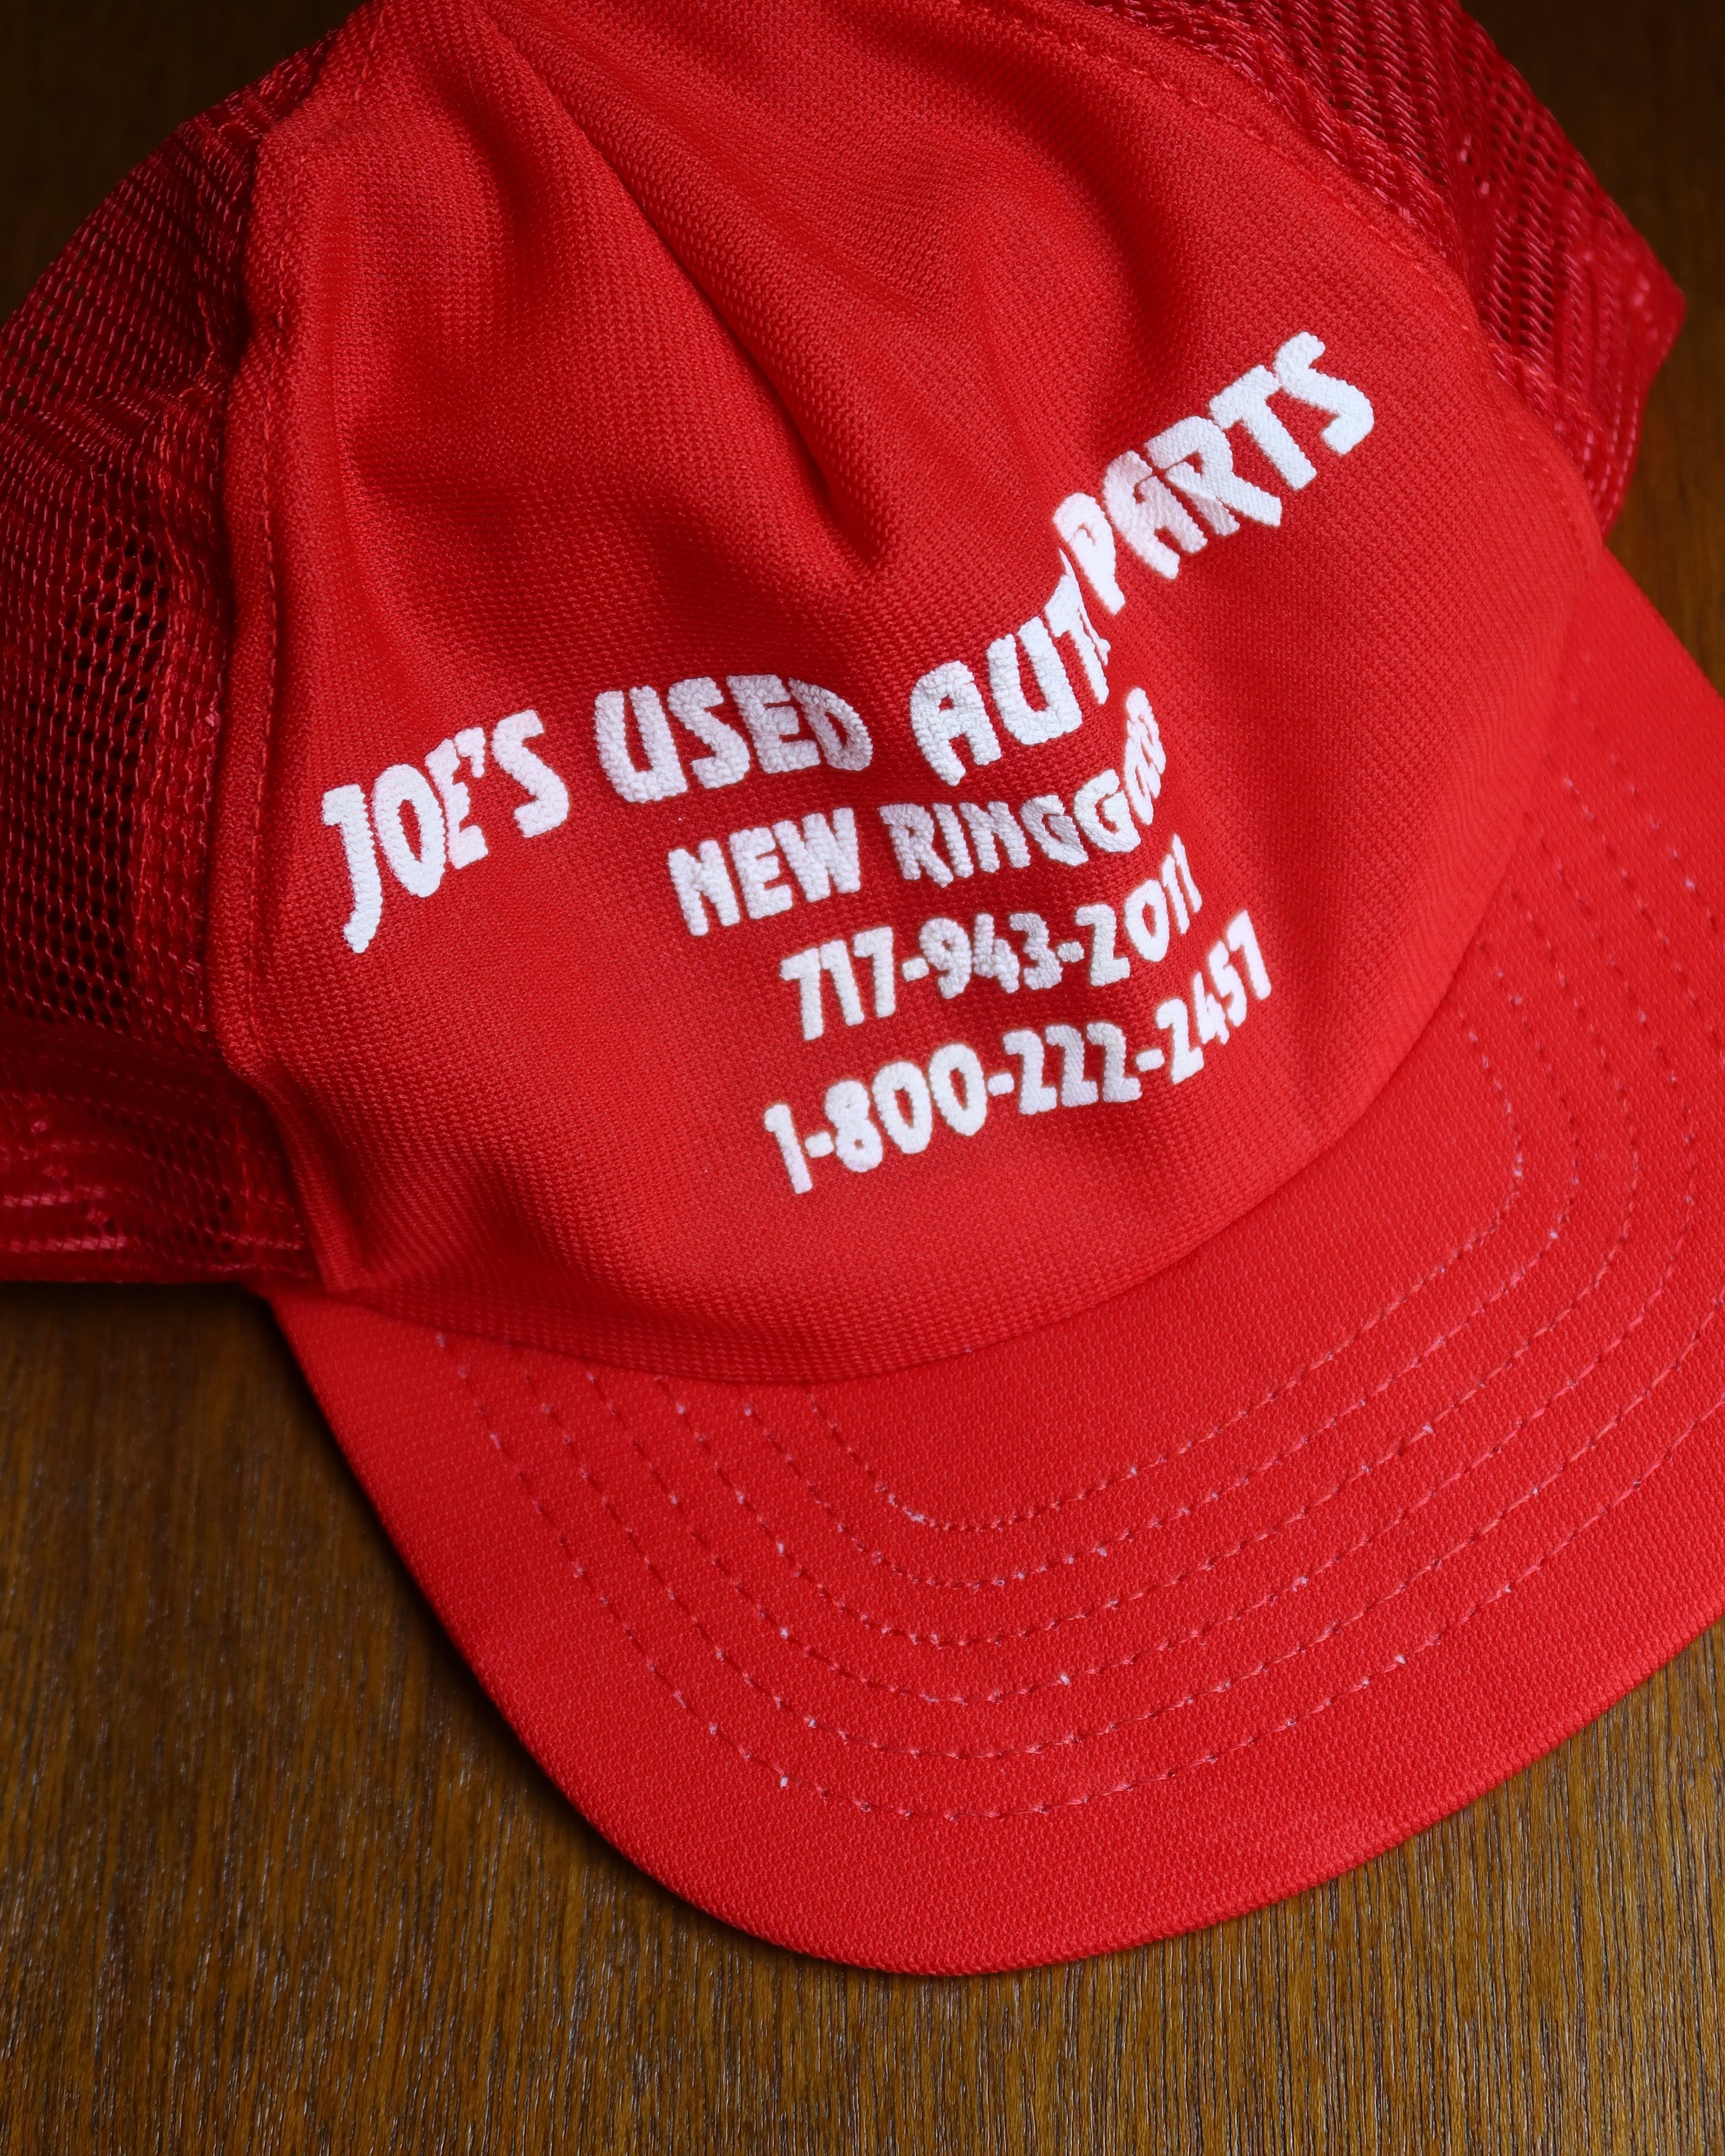 JOE'S USED AUTO PARTS
NEW RINGGOLD
717-943-2011
1-800-222-2457